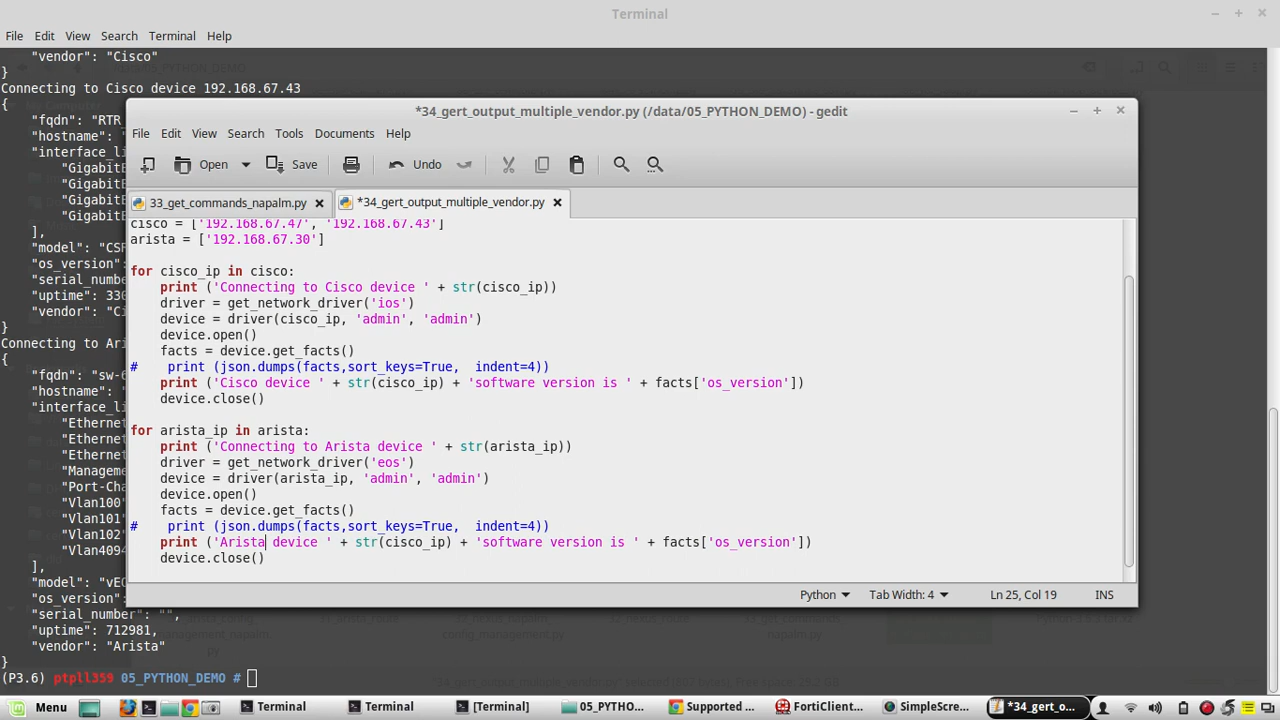 Terminal
File Edit View Search Terminal Help
"vendor": "Cisco"
}
Connecting to Cisco device 192.168.67.43
{
"fqdn": "RTR
"hostname": "
"interface_li
"GigabitE
"GigabitE
"GigabitE
"GigabitE
],
"model": "CSR
"os_version":
"serial_numbe
"uptime": 330
"vendor": "Ci
}
Connecting to Aris
{
"fqdn": "sw-6
"hostname":
"interface_li
"Ethernet
"Ethernet
"Ethernet
"Managem
"Port-Cha
"Vlan100
"Vlan101
"Vlan102
"Vlan4094
],
"model": "vEO
"os_version":
"serial_number": "",
"uptime": 712981,
"vendor": "Arista"
}
(P3.6) ptpll359 05_PYTHON_DEMO #
*34_gert_output_multiple_vendor.py (/data/05_PYTHON_DEMO) - gedit
File Edit View Search Tools Documents Help
Open Save Undo
33_get_commands_napalm.py *34_gert_output_multiple_vendor.py
cisco = ['192.168.67.47', '192.168.67.43']
arista = ['192.168.67.30']
for cisco_ip in cisco:
print ('Connecting to Cisco device ' + str(cisco_ip))
driver = get_network_driver('ios')
device = driver(cisco_ip, 'admin', 'admin')
device.open()
facts = device.get_facts()
# print (json.dumps(facts,sort_keys=True, indent=4))
print ('Cisco device ' + str(cisco_ip) + 'software version is ' + facts['os_version'])
device.close()
for arista_ip in arista:
print ('Connecting to Arista device ' + str(arista_ip))
driver = get_network_driver('eos')
device = driver(arista_ip, 'admin', 'admin')
device.open()
facts = device.get_facts()
# print (json.dumps(facts,sort_keys=True, indent=4))
print ('Arista device ' + str(cisco_ip) + 'software version is ' + facts['os_version'])
device.close()
Python Tab Width: 4 Ln 25, Col 19 INS
Menu Terminal Terminal [Terminal] 05_PYTHO... Supported ... FortiClient... SimpleScre... *34_gert_o...